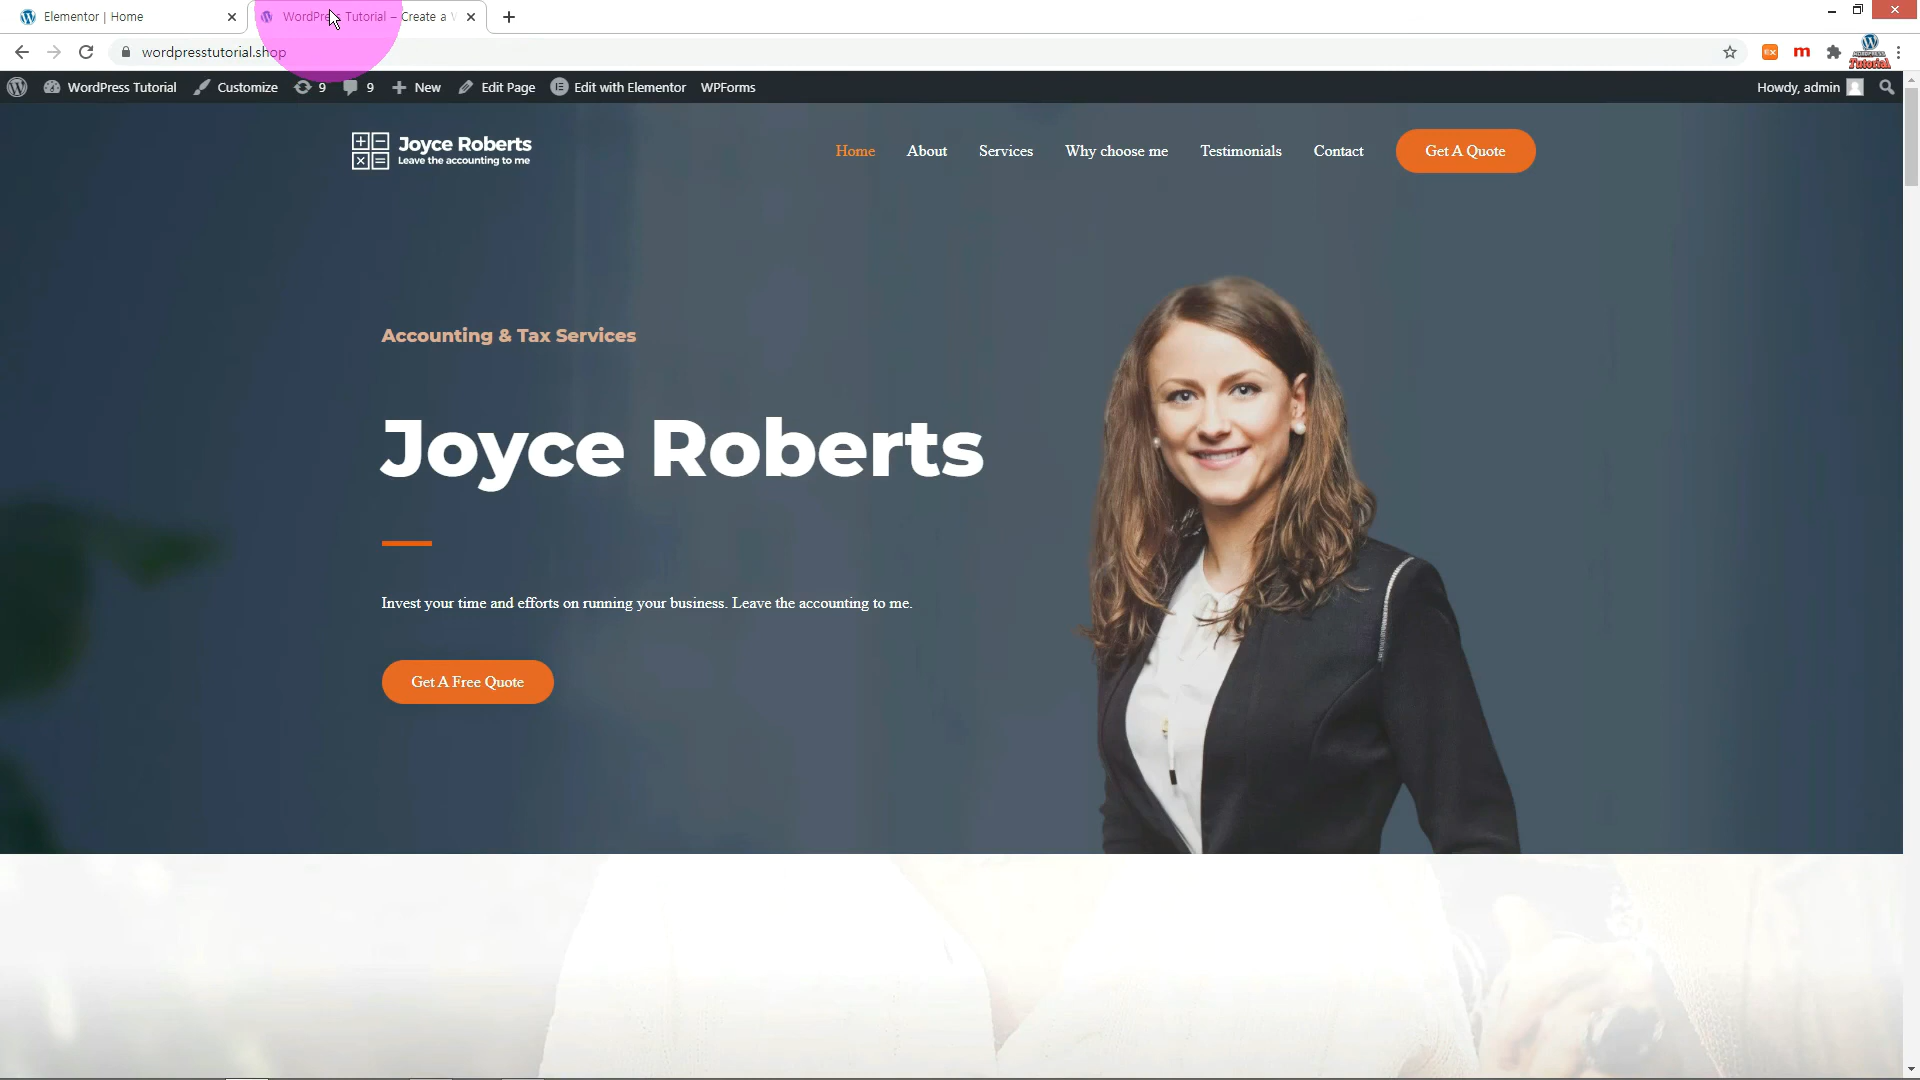 Elementor | Home
WordPress Tutorial – Create a
wordpresstutorial.shop
WordPress Tutorial Customize 9 9 New Edit Page Edit with Elementor WPForms Howdy, admin
Joyce Roberts
Leave the accounting to me
Home About Services Why choose me Testimonials Contact Get A Quote
Accounting & Tax Services
Joyce Roberts
Invest your time and efforts on running your business. Leave the accounting to me.
Get A Free Quote